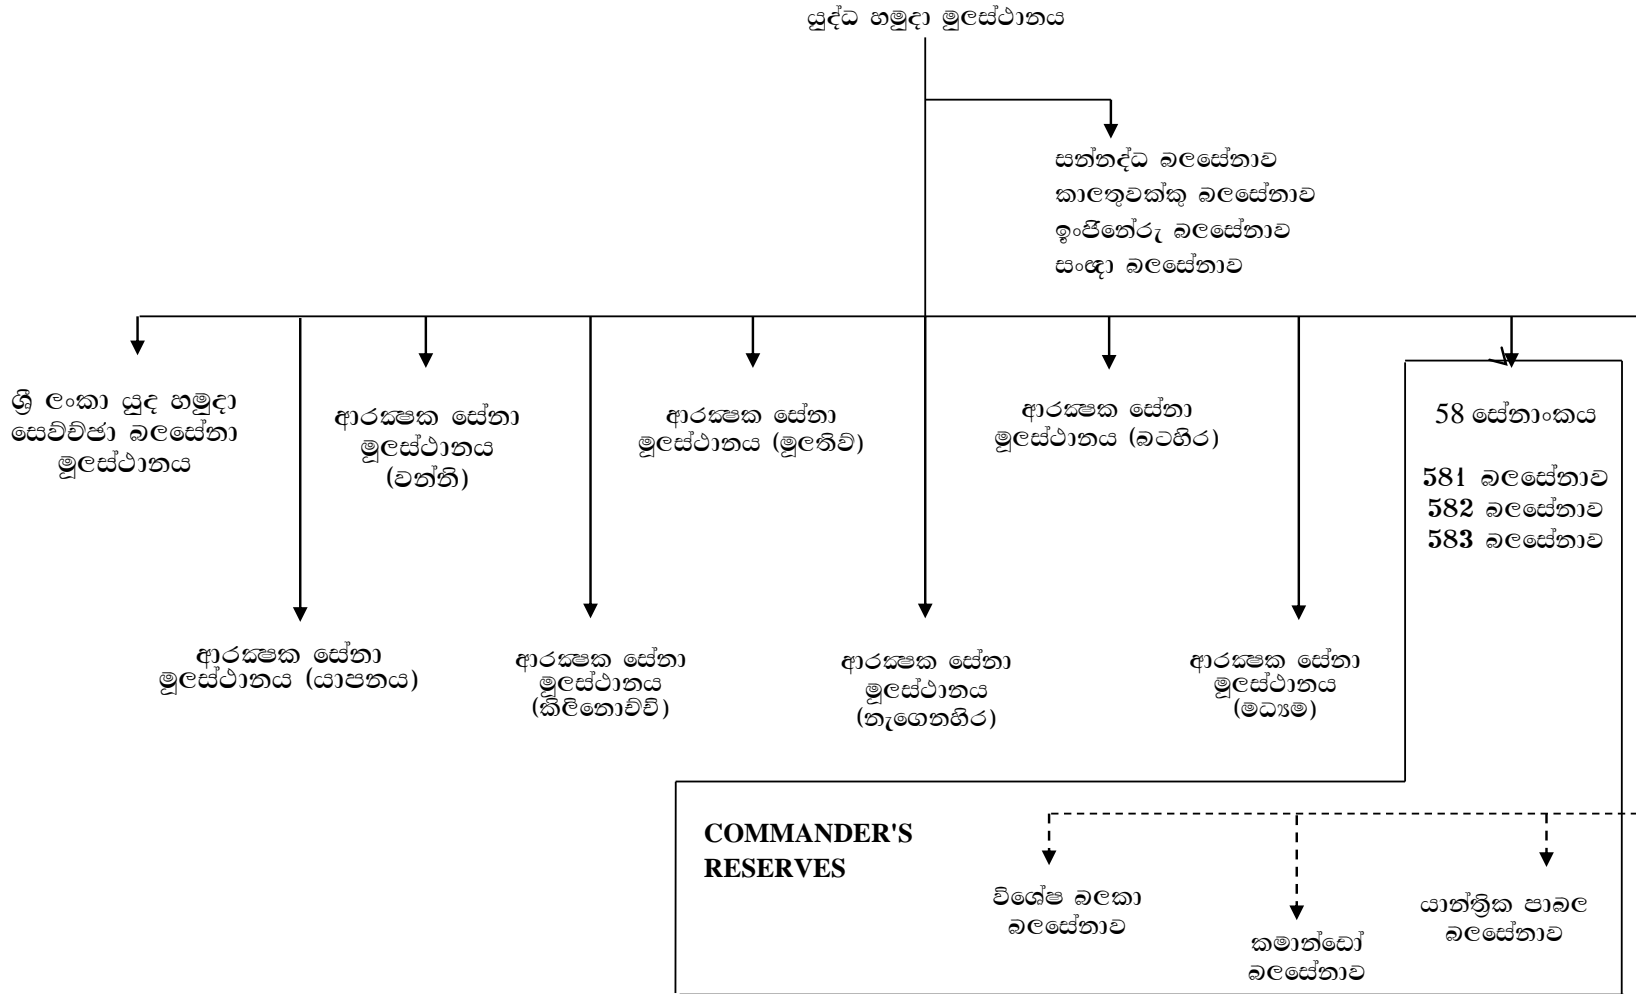 යුද්ධ හමුදා මුලස්ථානය
සන්නද්ධ බලසේනාව
කාලතුවක්කු බලසේනාව
ඉංජිනේරු බලසේනාව
සංඥා බලසේනාව
ශ්‍රී ලංකා යුද හමුදා
සෙව්ච්ඡා බලසේනා
මූලස්ථානය
ආරක්‍ෂක සේනා
මූලස්ථානය
(වන්නි)
ආරක්‍ෂක සේනා
මූලස්ථානය (මූලතිව්)
ආරක්‍ෂක සේනා
මූලස්ථානය (බටහිර)
58 සේනාංකය
581 බලසේනාව
582 බලසේනාව
583 බලසේනාව
ආරක්‍ෂක සේනා
මූලස්ථානය (යාපනය)
ආරක්‍ෂක සේනා
මූලස්ථානය
(කිලිනොච්චි)
ආරක්‍ෂක සේනා
මූලස්ථානය
(නැගෙනහිර)
ආරක්‍ෂක සේනා
මූලස්ථානය
(මධ්‍යම)
COMMANDER'S
RESERVES
විශේෂ බලකා
බලසේනාව
කමාන්ඩෝ
බලසේනාව
යාන්ත්‍රික පාබල
බලසේනාව